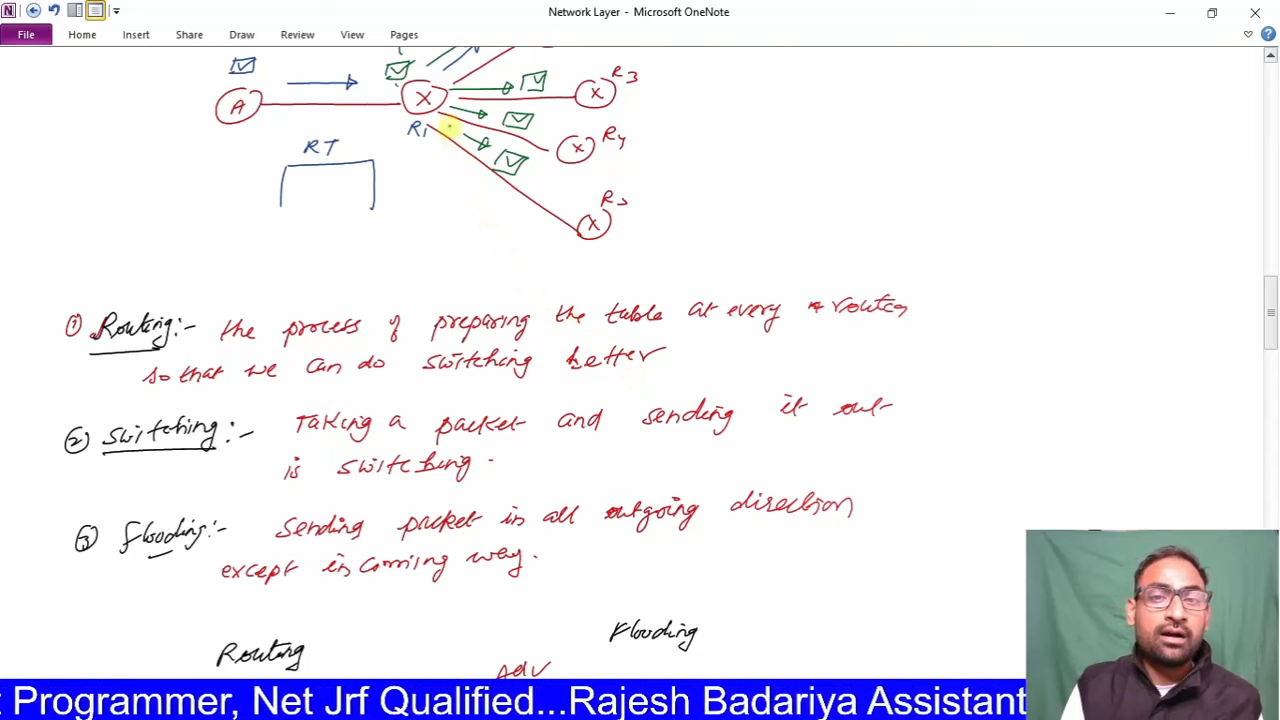 Network Layer - Microsoft OneNote
File Home Insert Share Draw Review View Pages
A
X
R1
X
R3
X
R4
X
RT
① Routing:- the process of preparing the table at every router
so that we can do switching better
② Switching:- Taking a packet and sending it out
is switching.
③ flooding:- Sending packet in all outgoing direction
except incoming way.
Routing
Flooding
Adv
t Programmer, Net Jrf Qualified...Rajesh Badariya Assistant